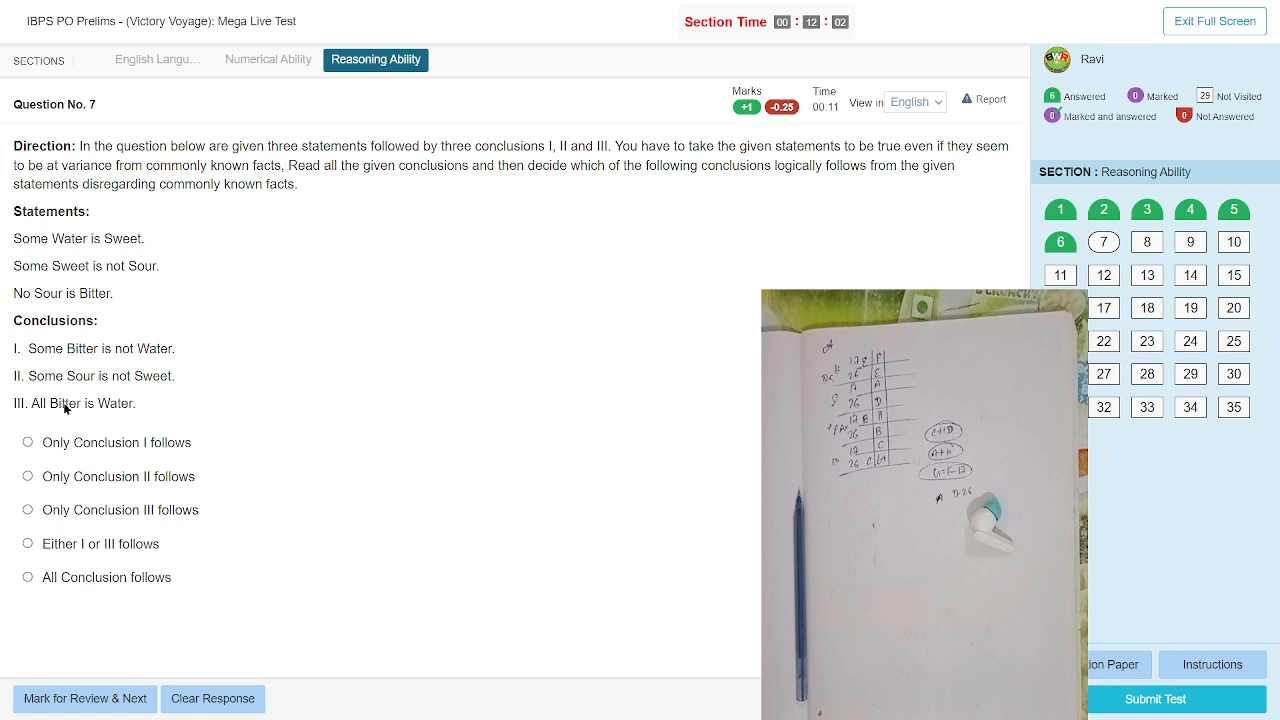 IBPS PO Prelims - (Victory Voyage): Mega Live Test
Section Time 00 : 12 : 02
Exit Full Screen
SECTIONS
English Langu...
Numerical Ability
Reasoning Ability
Ravi
Question No. 7
Marks
+1 -0.25
Time
00:11
View in English
Report
6 Answered
0 Marked
29 Not Visited
0 Marked and answered
0 Not Answered
Direction: In the question below are given three statements followed by three conclusions I, II and III. You have to take the given statements to be true even if they seem
to be at variance from commonly known facts, Read all the given conclusions and then decide which of the following conclusions logically follows from the given
statements disregarding commonly known facts.
Statements:
Some Water is Sweet.
Some Sweet is not Sour.
No Sour is Bitter.
Conclusions:
I. Some Bitter is not Water.
II. Some Sour is not Sweet.
III. All Bitter is Water.
Only Conclusion I follows
Only Conclusion II follows
Only Conclusion III follows
Either I or III follows
All Conclusion follows
SECTION : Reasoning Ability
1 2 3 4 5
6 7 8 9 10
11 12 13 14 15
17 18 19 20
22 23 24 25
27 28 29 30
32 33 34 35
17 E F
26 E
17 A
26 D
17 B H
26 B
17 C
26 C
D-26
Mark for Review & Next
Clear Response
ion Paper
Instructions
Submit Test